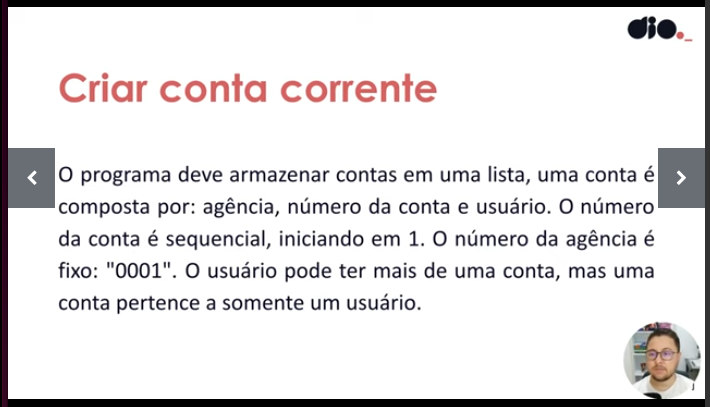 dio._
Criar conta corrente
O programa deve armazenar contas em uma lista, uma conta é
composta por: agência, número da conta e usuário. O número
da conta é sequencial, iniciando em 1. O número da agência é
fixo: "0001". O usuário pode ter mais de uma conta, mas uma
conta pertence a somente um usuário.